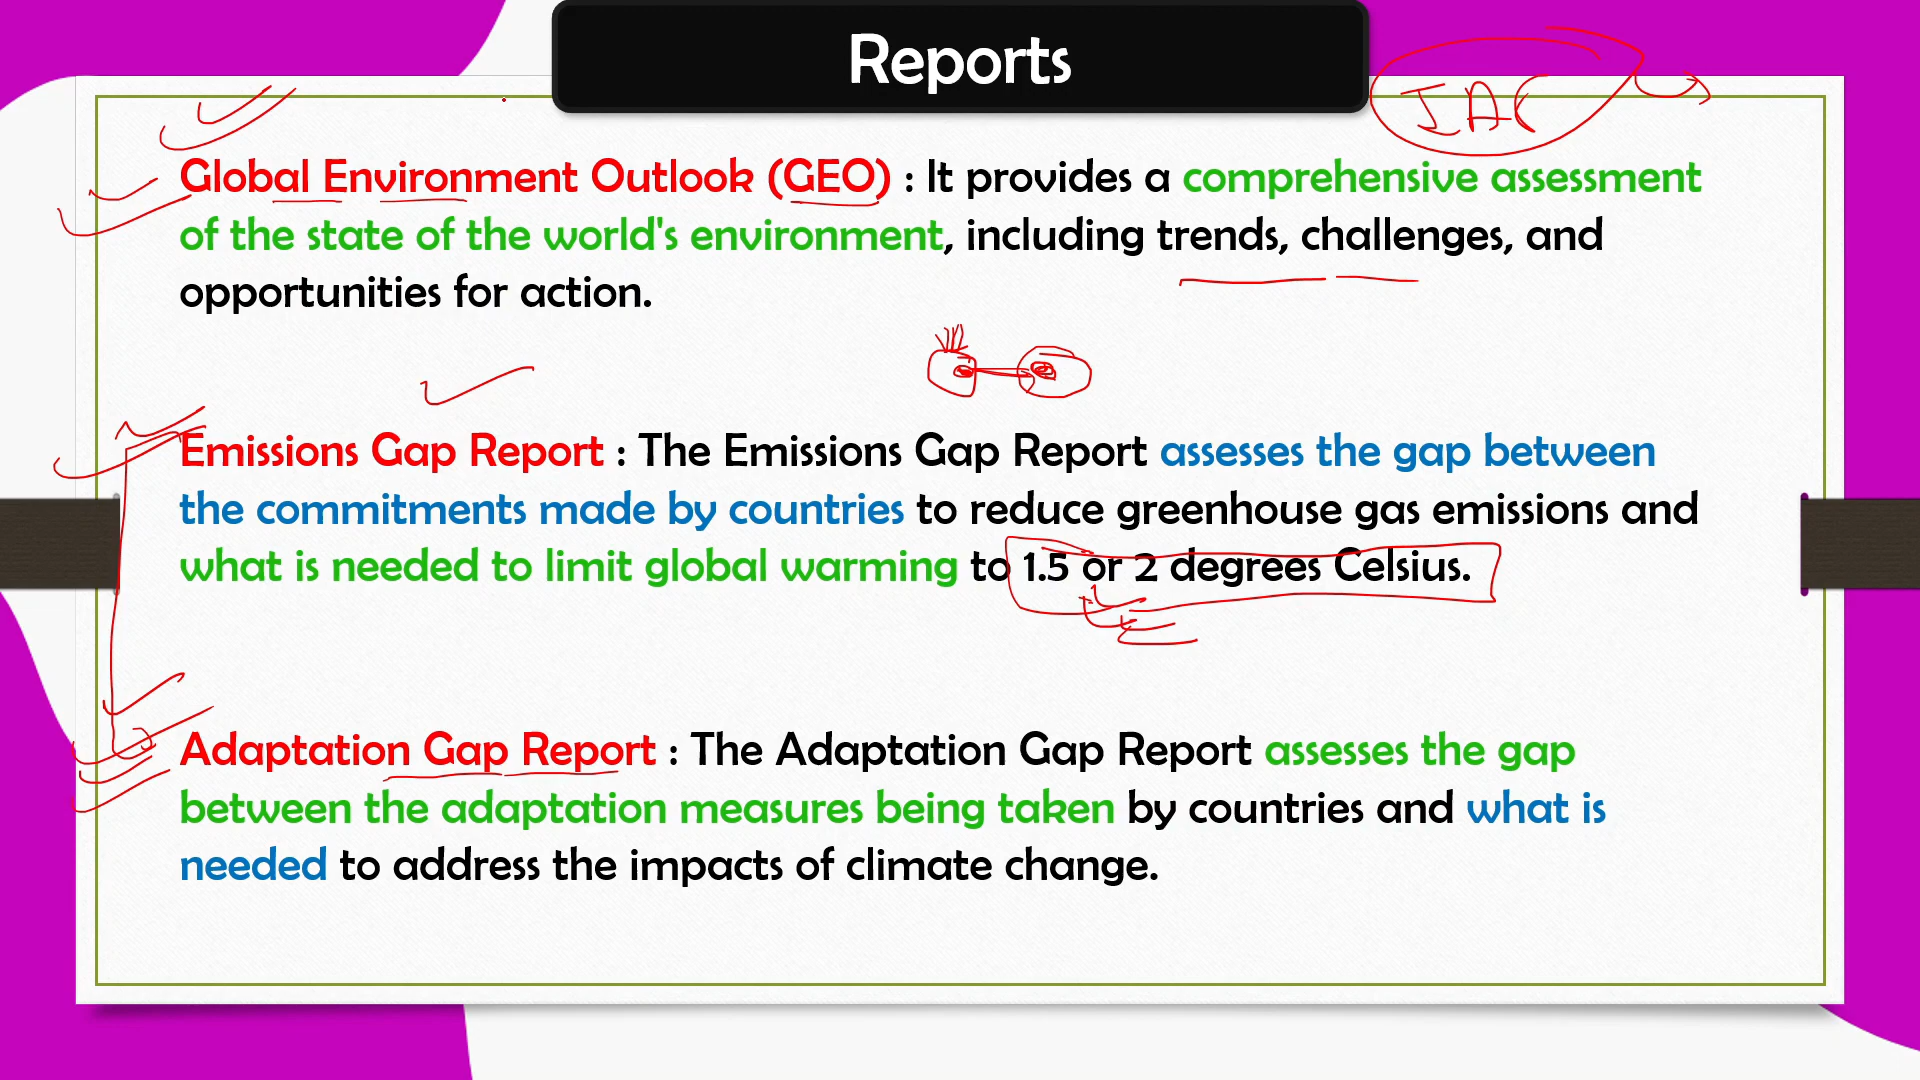 Reports
IAC
Global Environment Outlook (GEO) : It provides a comprehensive assessment
of the state of the world's environment, including trends, challenges, and
opportunities for action.
Emissions Gap Report : The Emissions Gap Report assesses the gap between
the commitments made by countries to reduce greenhouse gas emissions and
what is needed to limit global warming to 1.5 or 2 degrees Celsius.
Adaptation Gap Report : The Adaptation Gap Report assesses the gap
between the adaptation measures being taken by countries and what is
needed to address the impacts of climate change.